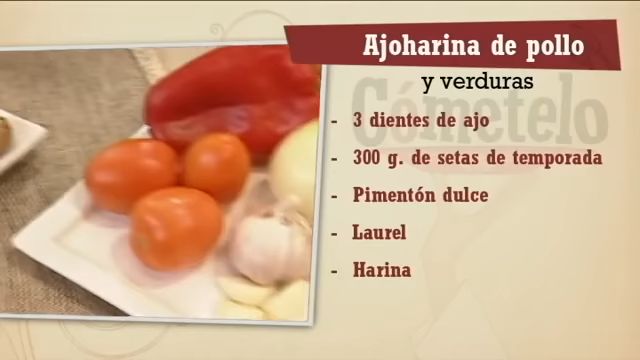 Ajoharina de pollo
y verduras
Cómetelo
- 3 dientes de ajo
- 300 g. de setas de temporada
- Pimentón dulce
- Laurel
- Harina